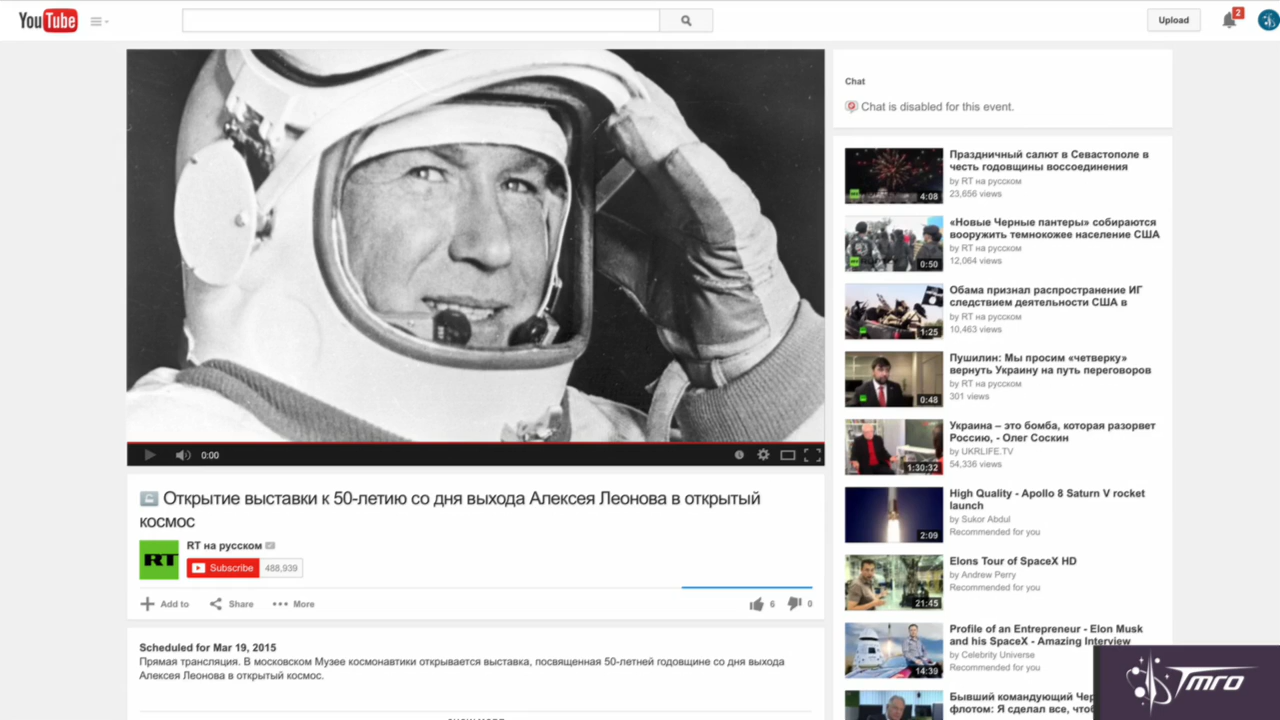 YouTube
Upload
2
Chat
Chat is disabled for this event.
Праздничный салют в Севастополе в
честь годовщины воссоединения
by RT на русском
23,656 views
4:08
«Новые Черные пантеры» собираются
вооружить темнокожее население США
by RT на русском
12,064 views
0:50
Обама признал распространение ИГ
следствием деятельности США в
by RT на русском
10,463 views
1:25
Пушилин: Мы просим «четверку»
вернуть Украину на путь переговоров
by RT на русском
301 views
0:48
Украина – это бомба, которая разорвет
Россию, - Олег Соскин
by UKRLIFE.TV
54,336 views
1:30:32
High Quality - Apollo 8 Saturn V rocket
launch
by Sukor Abdul
Recommended for you
2:09
Elons Tour of SpaceX HD
by Andrew Perry
Recommended for you
21:45
Profile of an Entrepreneur - Elon Musk
and his SpaceX - Amazing Interview
by Celebrity Universe
Recommended for you
14:39
Бывший командующий
флотом: Я сделал все,
0:00
Открытие выставки к 50-летию со дня выхода Алексея Леонова в открытый
космос
RT
RT на русском
Subscribe 488,939
Add to Share More
6 0
Scheduled for Mar 19, 2015
Прямая трансляция. В московском Музее космонавтики открывается выставка, посвященная 50-летней годовщине со дня выхода
Алексея Леонова в открытый космос.
TMRO